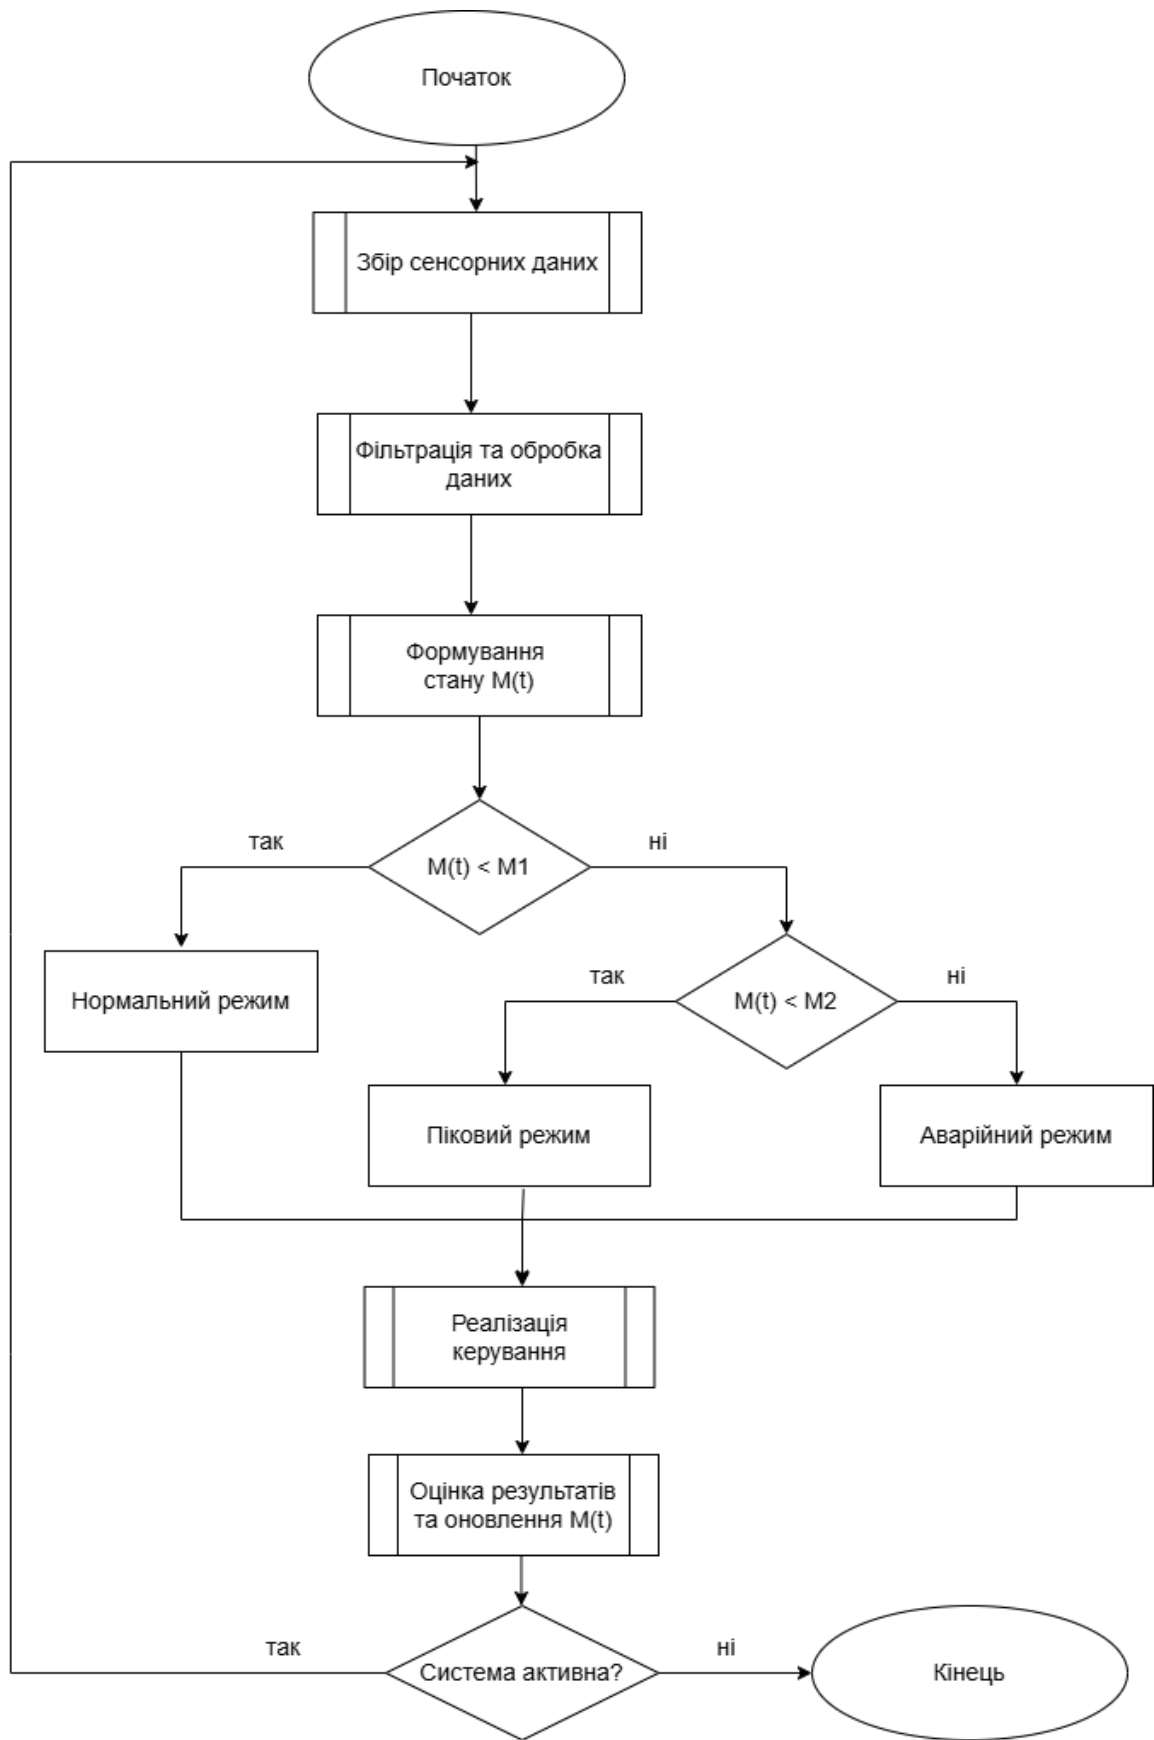 Початок
Збір сенсорних даних
Фільтрація та обробка
даних
Формування
стану M(t)
так
M(t) < M1
ні
Нормальний режим
так
M(t) < M2
ні
Піковий режим
Аварійний режим
Реалізація
керування
Оцінка результатів
та оновлення M(t)
так
Система активна?
ні
Кінець